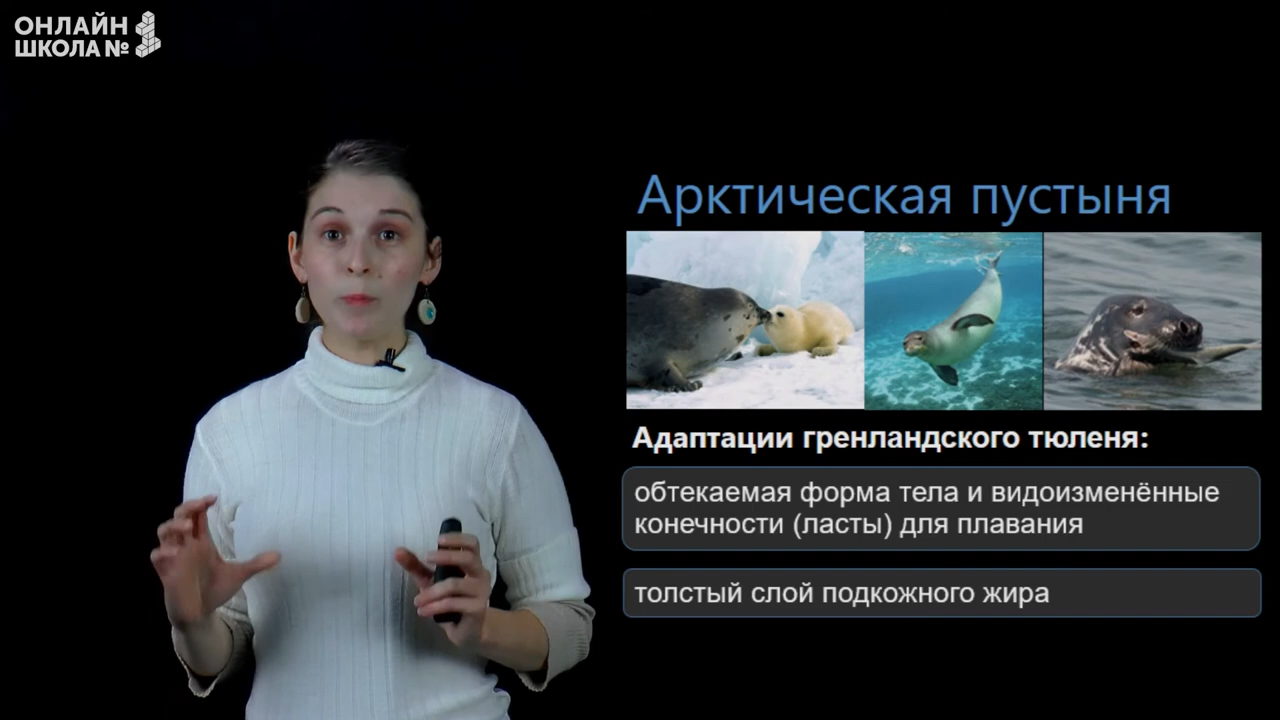 ОНЛАЙН
ШКОЛА № 1
Арктическая пустыня
Адаптации гренландского тюленя:
обтекаемая форма тела и видоизменённые
конечности (ласты) для плавания
толстый слой подкожного жира